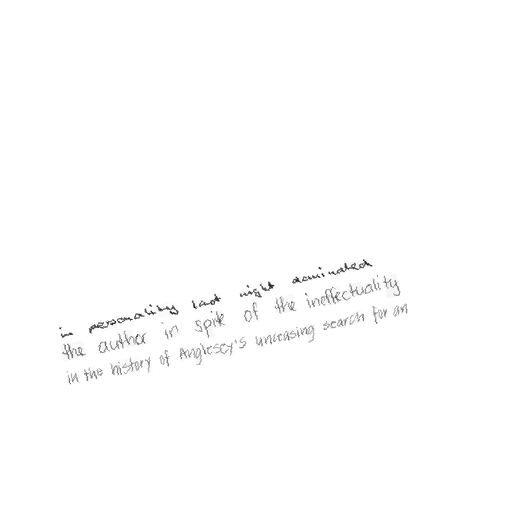 in personality last night dominated
the author in spite of the ineffectuality
in the history of Anglesey's unceasing search for an